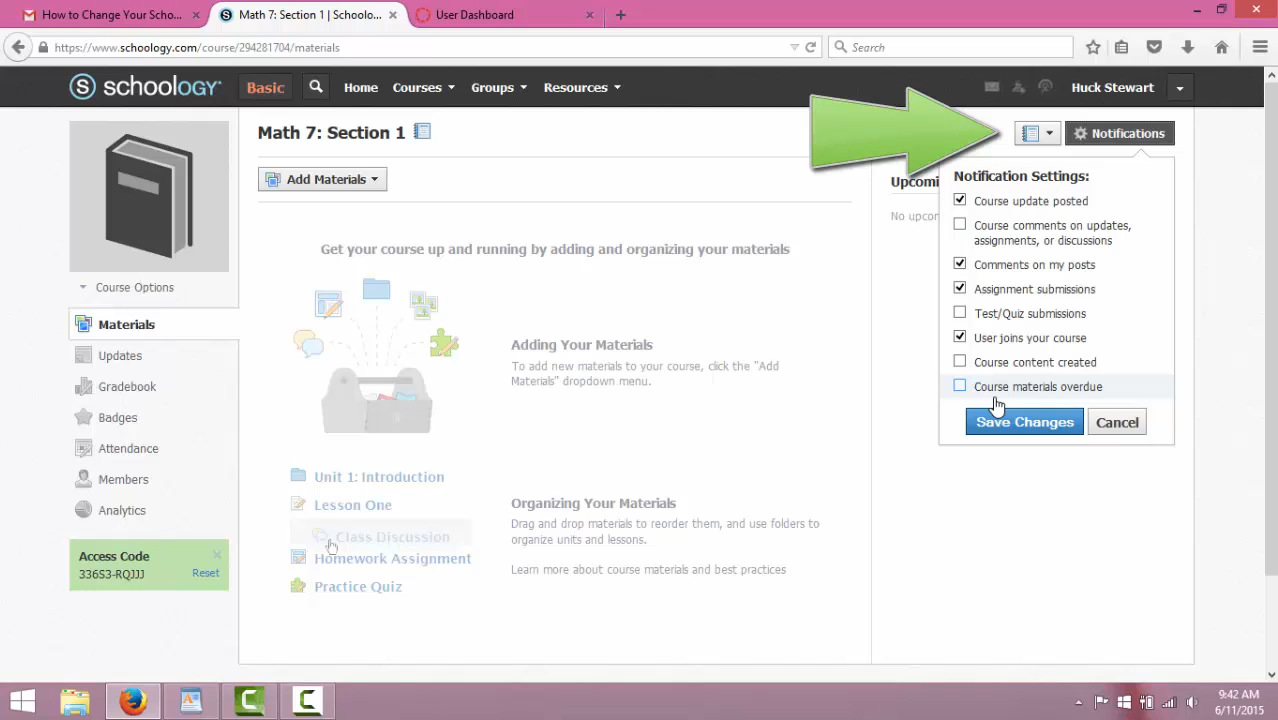 How to Change Your Scho...
Math 7: Section 1 | Schoolo...
User Dashboard
https://www.schoology.com/course/294281704/materials
Search
S schoology
Basic
Home
Courses
Groups
Resources
Huck Stewart
Math 7: Section 1
Notifications
Add Materials
Upcomi
No upcor
Notification Settings:
Course update posted
Course comments on updates,
assignments, or discussions
Comments on my posts
Assignment submissions
Test/Quiz submissions
User joins your course
Course content created
Course materials overdue
Save Changes
Cancel
Course Options
Materials
Updates
Gradebook
Badges
Attendance
Members
Analytics
Access Code
336S3-RQJJJ
Reset
Get your course up and running by adding and organizing your materials
Adding Your Materials
To add new materials to your course, click the "Add
Materials" dropdown menu.
Unit 1: Introduction
Lesson One
Class Discussion
Homework Assignment
Practice Quiz
Organizing Your Materials
Drag and drop materials to reorder them, and use folders to
organize units and lessons.
Learn more about course materials and best practices
9:42 AM
6/11/2015